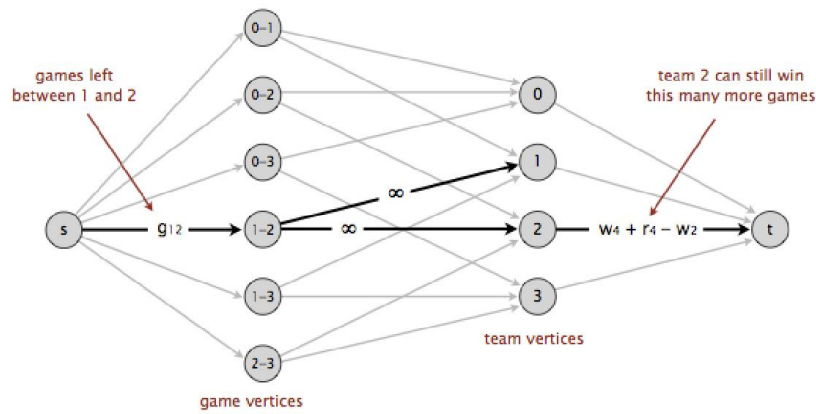 0–1
games left
between 1 and 2
team 2 can still win
this many more games
0–2
0
0–3
1
∞
s
g12
1–2
∞
2
w4 + r4 – w2
t
1–3
3
team vertices
2–3
game vertices